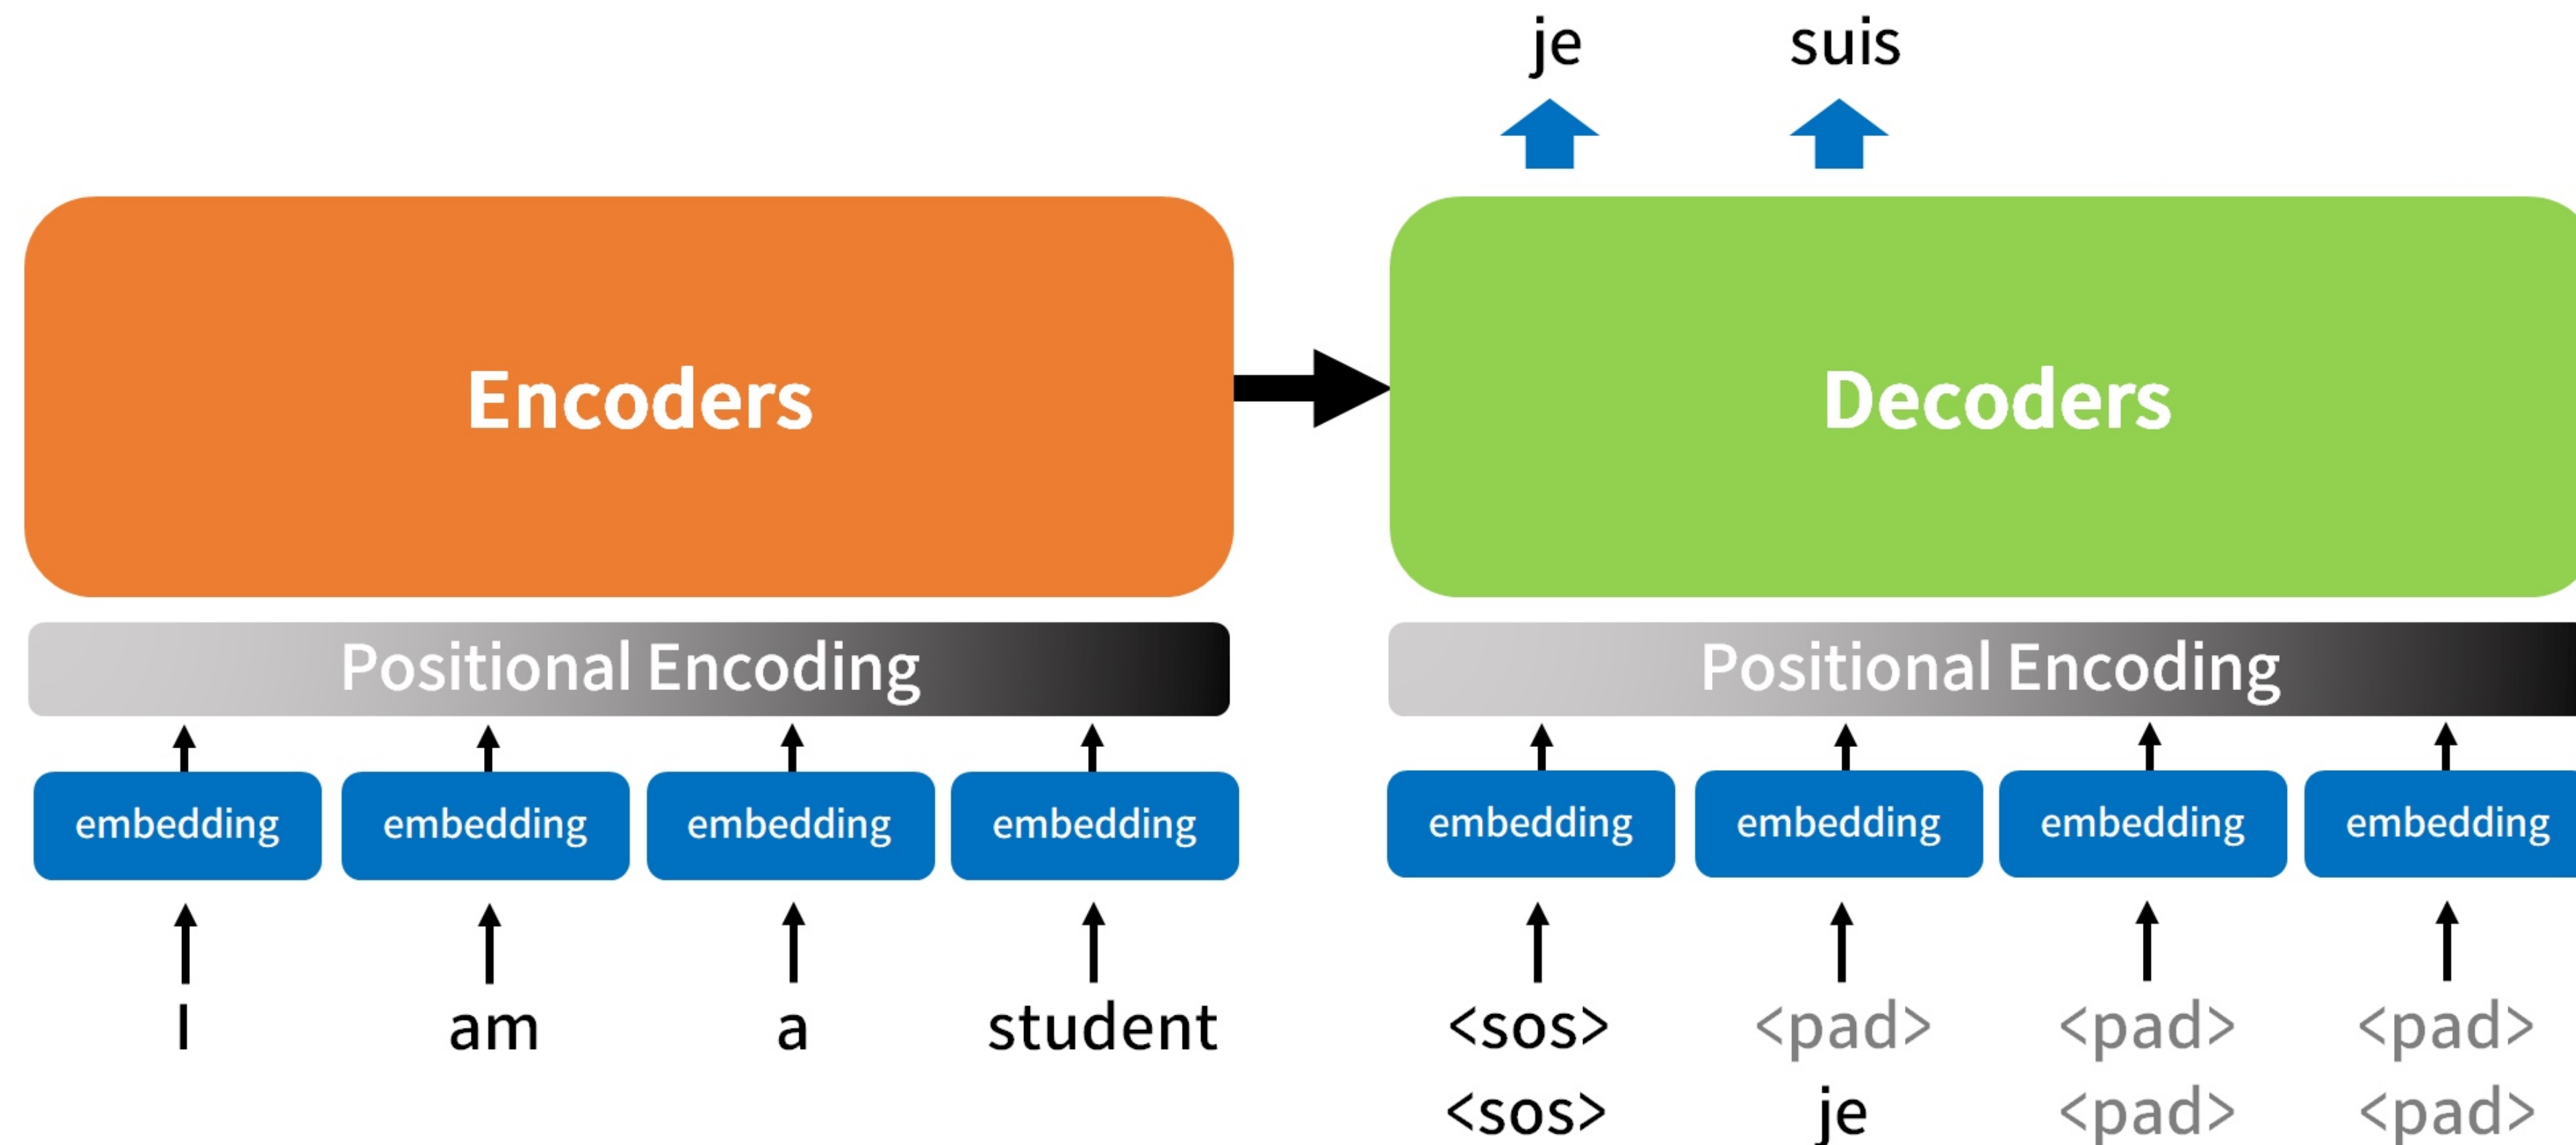 je suis
Encoders Decoders
Positional Encoding Positional Encoding
embedding embedding embedding embedding embedding embedding embedding embedding
I am a student <sos> <pad> <pad> <pad>
<sos> je <pad> <pad>